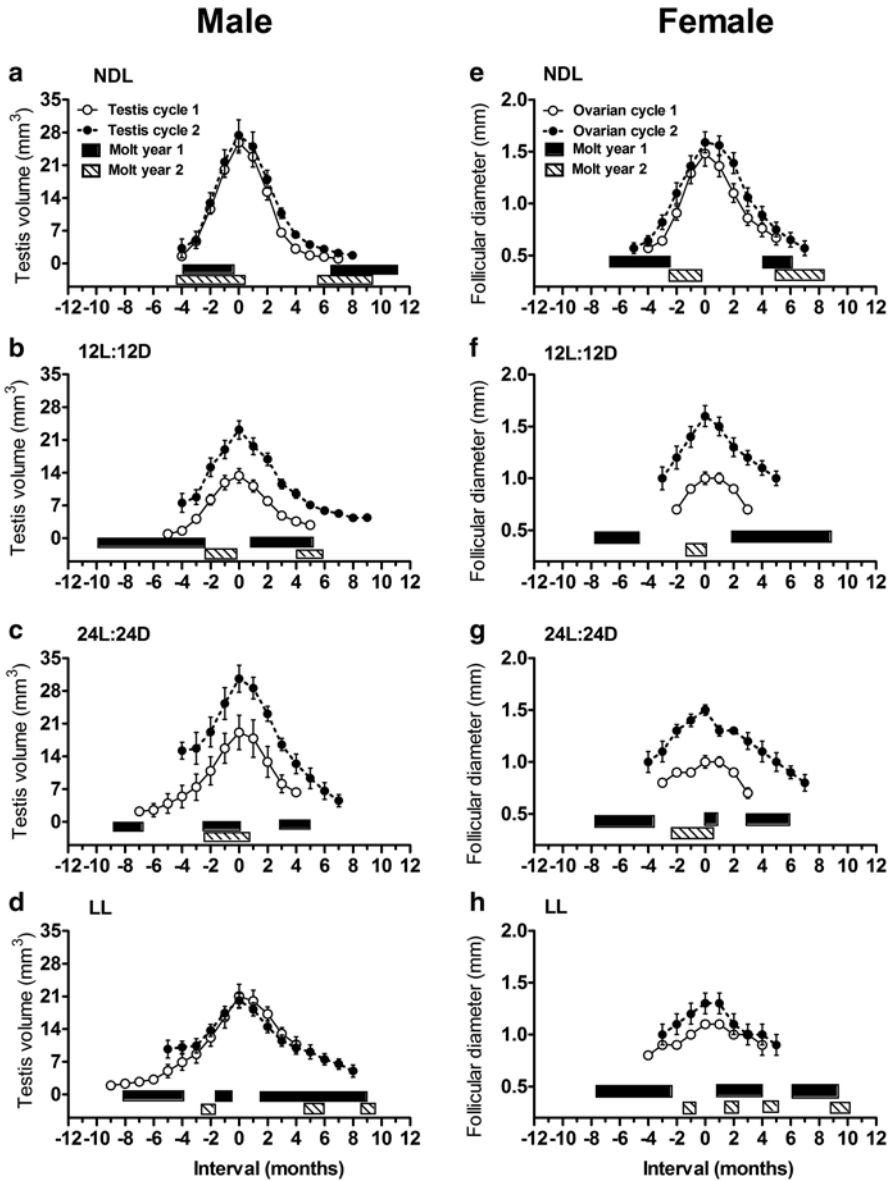 Male
Female
a
NDL
Testis volume (mm³)
35
28
21
14
7
0
Testis cycle 1
Testis cycle 2
Molt year 1
Molt year 2
-12 -10 -8 -6 -4 -2 0 2 4 6 8 10 12
e
NDL
Follicular diameter (mm)
2.0
1.5
1.0
0.5
Ovarian cycle 1
Ovarian cycle 2
Molt year 1
Molt year 2
-12 -10 -8 -6 -4 -2 0 2 4 6 8 10 12
b
12L:12D
Testis volume (mm³)
35
28
21
14
7
0
-12 -10 -8 -6 -4 -2 0 2 4 6 8 10 12
f
12L:12D
Follicular diameter (mm)
2.0
1.5
1.0
0.5
-12 -10 -8 -6 -4 -2 0 2 4 6 8 10 12
c
24L:24D
Testis volume (mm³)
35
28
21
14
7
0
-12 -10 -8 -6 -4 -2 0 2 4 6 8 10 12
g
24L:24D
Follicular diameter (mm)
2.0
1.5
1.0
0.5
-12 -10 -8 -6 -4 -2 0 2 4 6 8 10 12
d
LL
Testis volume (mm³)
35
28
21
14
7
0
-12 -10 -8 -6 -4 -2 0 2 4 6 8 10 12
Interval (months)
h
LL
Follicular diameter (mm)
2.0
1.5
1.0
0.5
-12 -10 -8 -6 -4 -2 0 2 4 6 8 10 12
Interval (months)